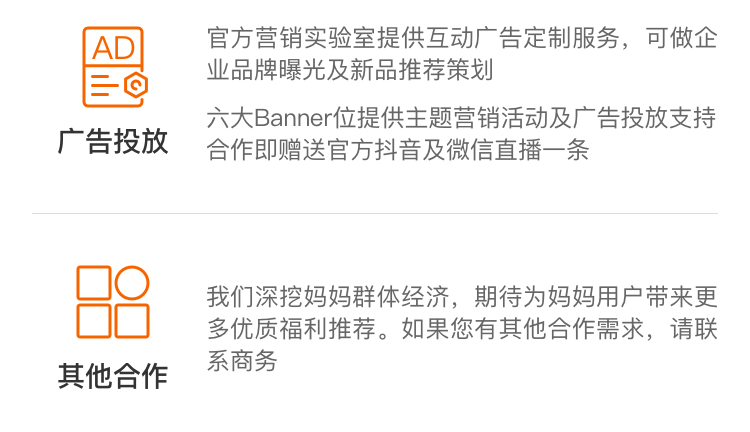 AD
广告投放
官方营销实验室提供互动广告定制服务，可做企
业品牌曝光及新品推荐策划
六大Banner位提供主题营销活动及广告投放支持
合作即赠送官方抖音及微信直播一条
其他合作
我们深挖妈妈群体经济，期待为妈妈用户带来更
多优质福利推荐。如果您有其他合作需求，请联
系商务